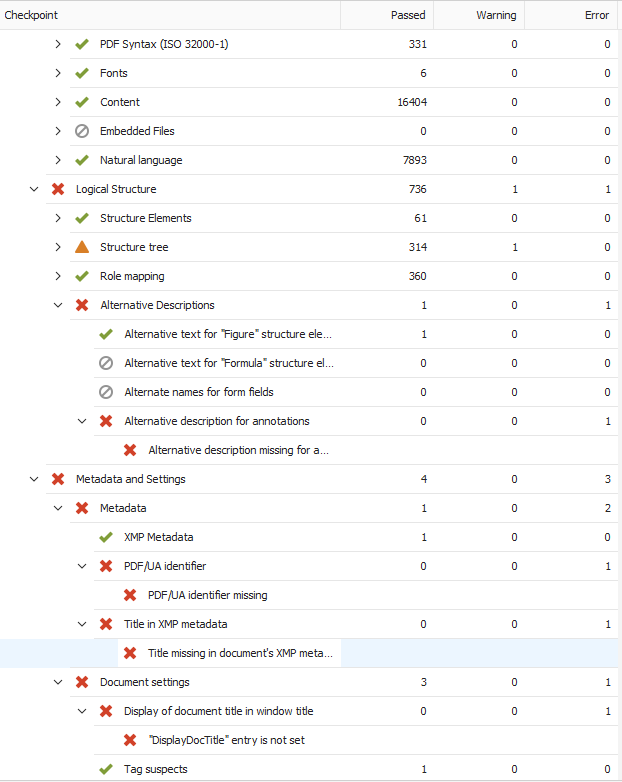 Checkpoint Passed Warning Error
PDF Syntax (ISO 32000-1) 331 0 0
Fonts 6 0 0
Content 16404 0 0
Embedded Files 0 0 0
Natural language 7893 0 0
Logical Structure 736 1 1
Structure Elements 61 0 0
Structure tree 314 1 0
Role mapping 360 0 0
Alternative Descriptions 1 0 1
Alternative text for "Figure" structure ele... 1 0 0
Alternative text for "Formula" structure el... 0 0 0
Alternate names for form fields 0 0 0
Alternative description for annotations 0 0 1
Alternative description missing for a...
Metadata and Settings 4 0 3
Metadata 1 0 2
XMP Metadata 1 0 0
PDF/UA identifier 0 0 1
PDF/UA identifier missing
Title in XMP metadata 0 0 1
Title missing in document's XMP meta...
Document settings 3 0 1
Display of document title in window title 0 0 1
"DisplayDocTitle" entry is not set
Tag suspects 1 0 0